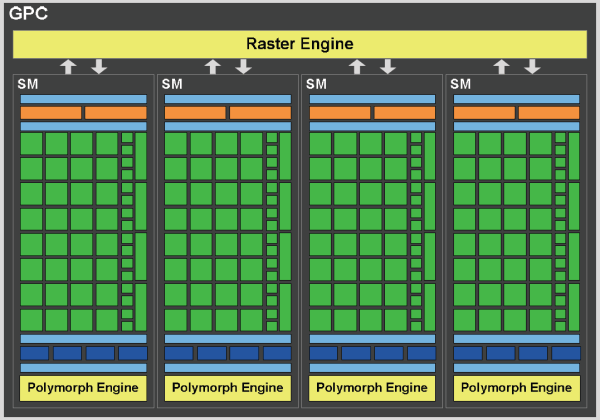 GPC
Raster Engine
SM SM SM SM
Polymorph Engine Polymorph Engine Polymorph Engine Polymorph Engine